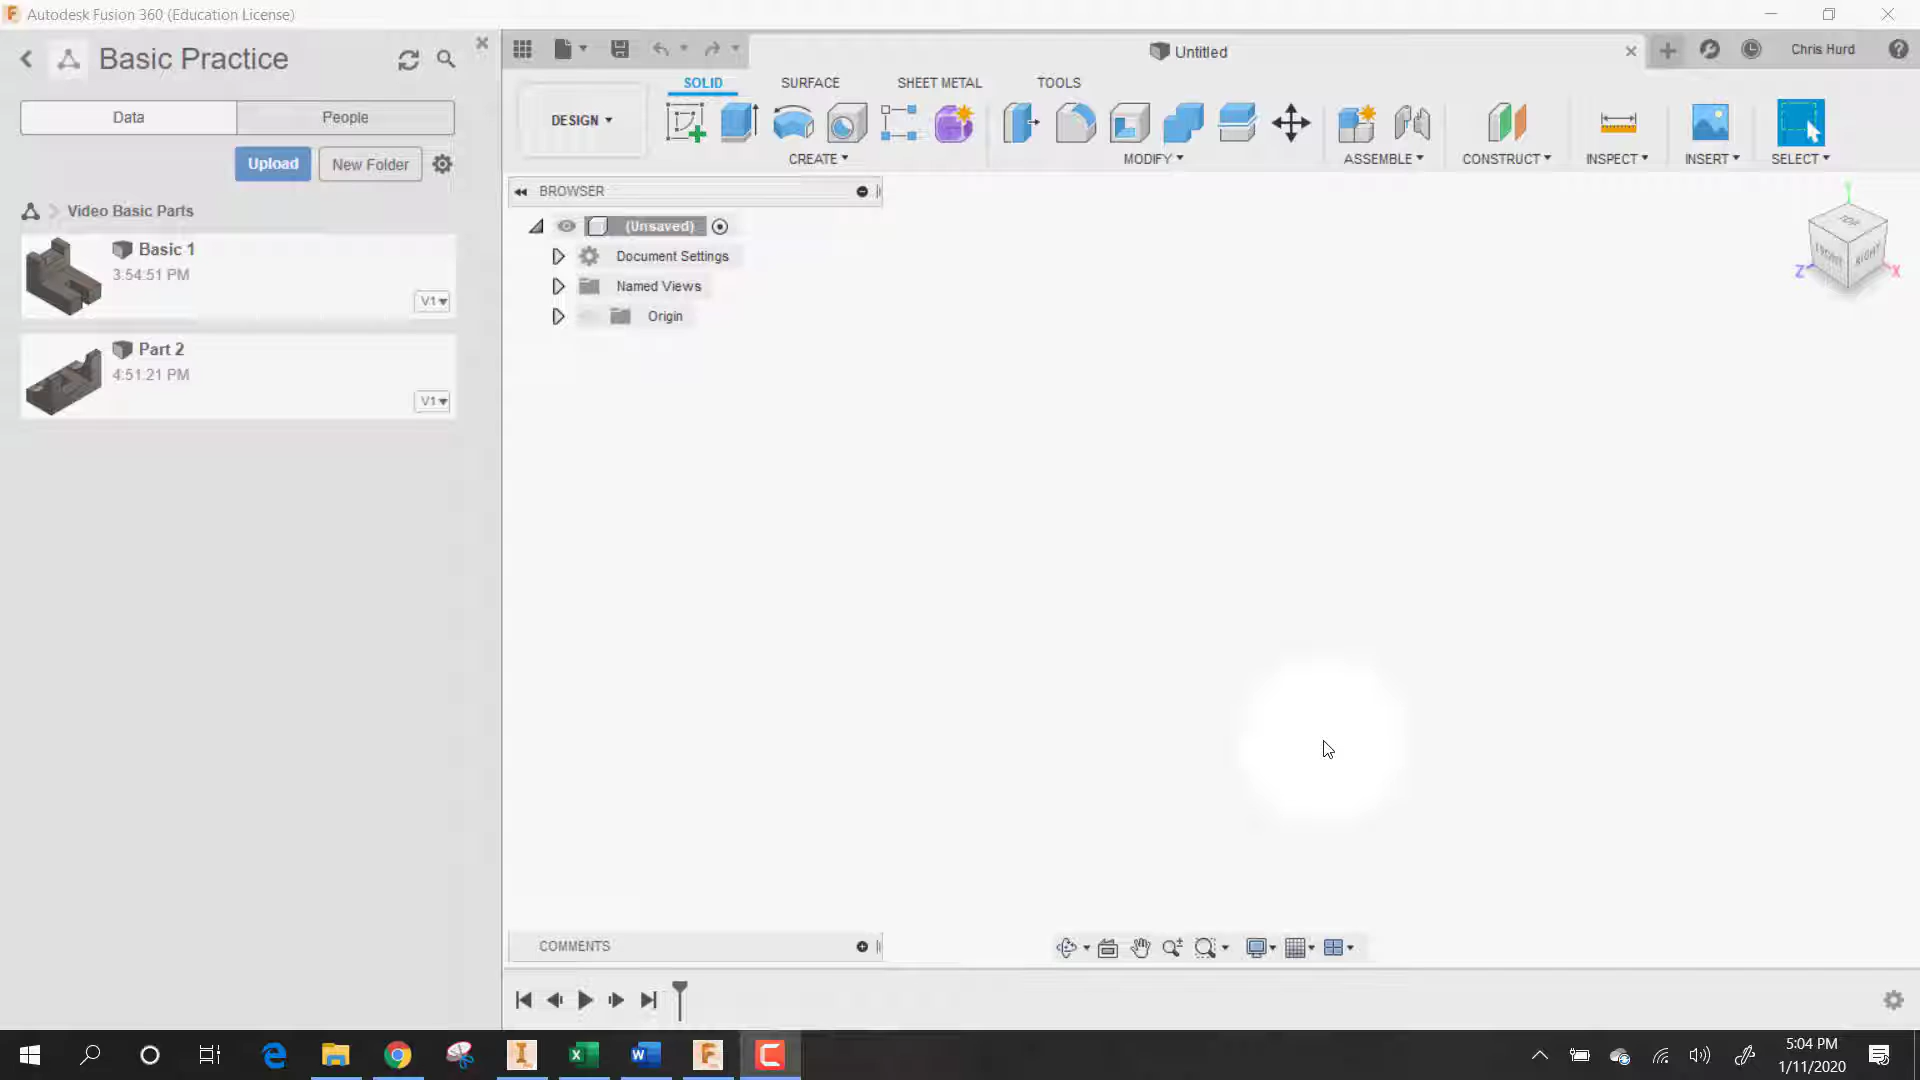 Autodesk Fusion 360 (Education License)
Basic Practice
Data
People
Upload
New Folder
Video Basic Parts
Basic 1
3:54:51 PM
V1
Part 2
4:51:21 PM
V1
Untitled
Chris Hurd
SOLID
SURFACE
SHEET METAL
TOOLS
DESIGN
CREATE
MODIFY
ASSEMBLE
CONSTRUCT
INSPECT
INSERT
SELECT
BROWSER
(Unsaved)
Document Settings
Named Views
Origin
TOP
FRONT
RIGHT
Z
X
COMMENTS
5:04 PM
1/11/2020